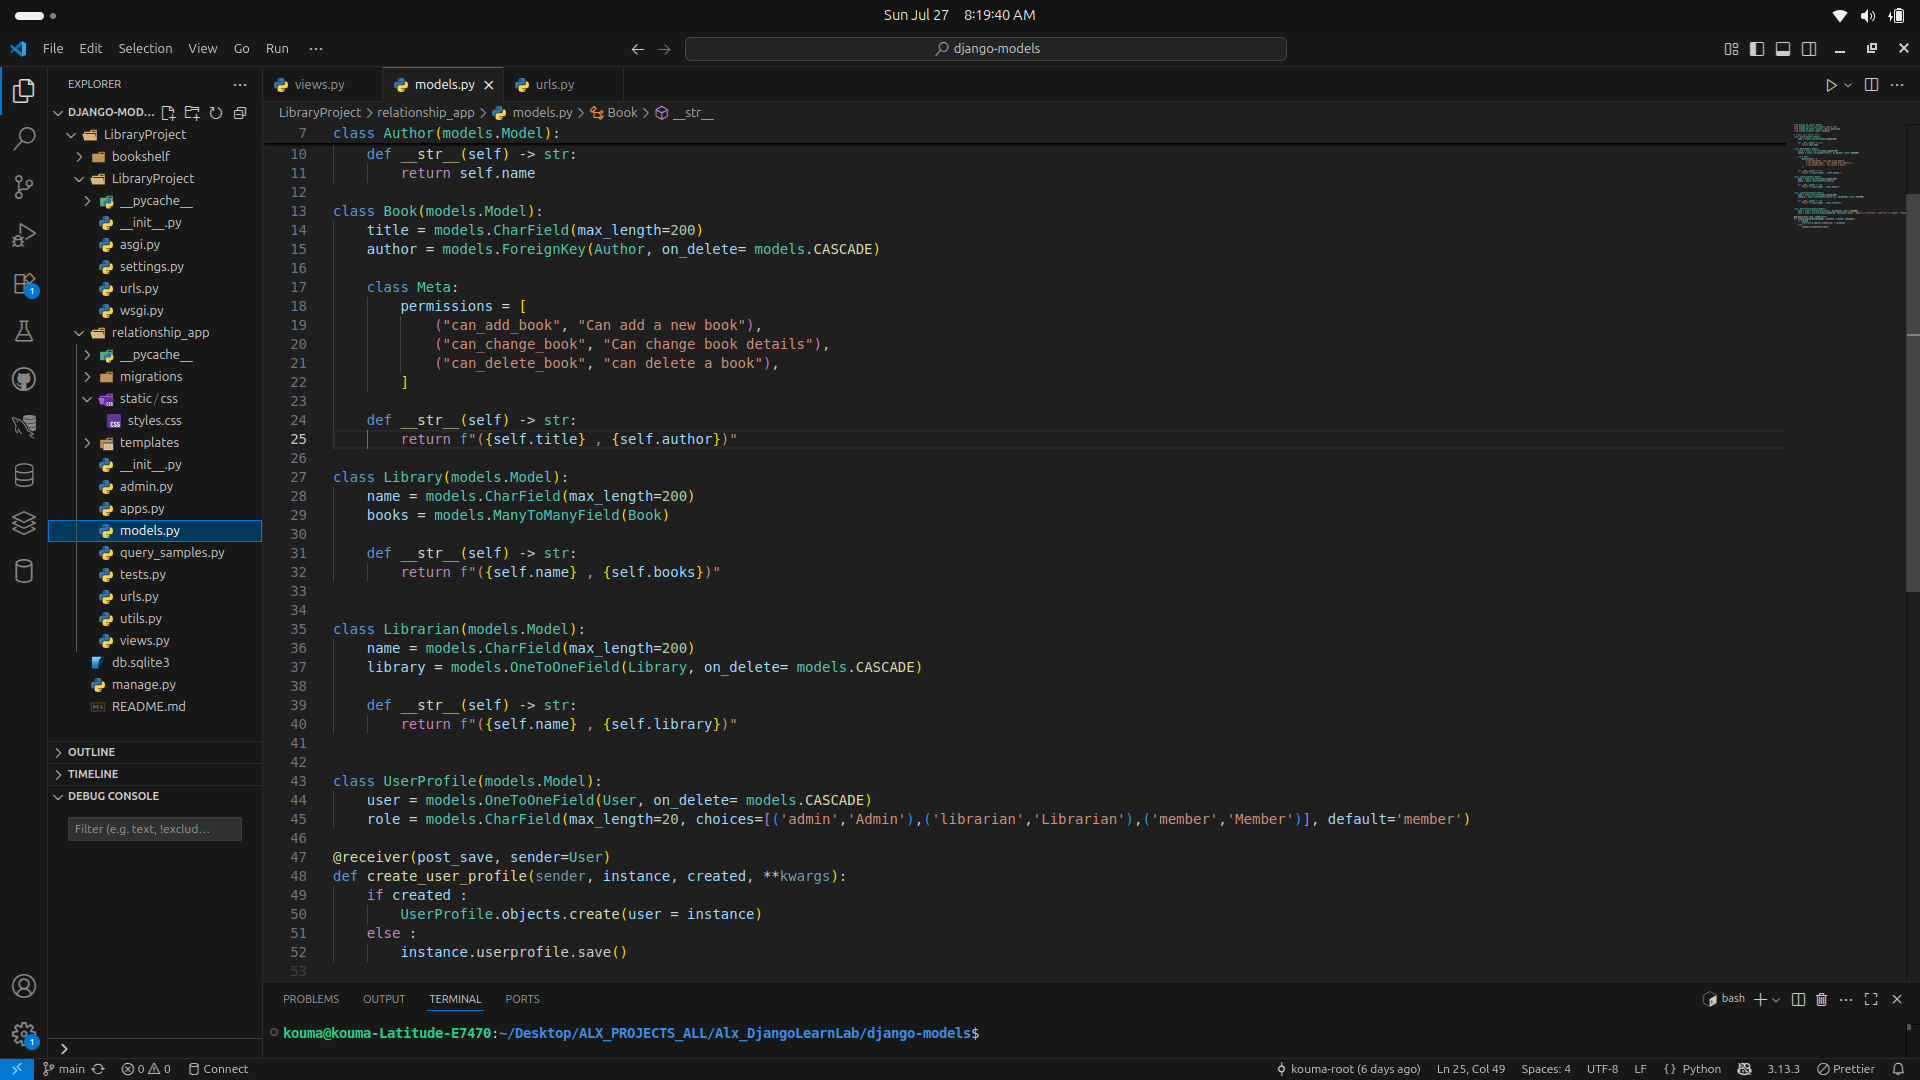 Sun Jul 27 8:19:40 AM
File Edit Selection View Go Run ···
django-models
EXPLORER
DJANGO-MOD...
LibraryProject
bookshelf
LibraryProject
__pycache__
__init__.py
asgi.py
settings.py
urls.py
wsgi.py
relationship_app
__pycache__
migrations
static/css
styles.css
templates
__init__.py
admin.py
apps.py
models.py
query_samples.py
tests.py
urls.py
utils.py
views.py
db.sqlite3
manage.py
README.md
OUTLINE
TIMELINE
DEBUG CONSOLE
Filter (e.g. text, !exclud...
views.py models.py urls.py
LibraryProject > relationship_app > models.py > Book > __str__
7 class Author(models.Model):
10 def __str__(self) -> str:
11 return self.name
12
13 class Book(models.Model):
14 title = models.CharField(max_length=200)
15 author = models.ForeignKey(Author, on_delete= models.CASCADE)
16
17 class Meta:
18 permissions = [
19 ("can_add_book", "Can add a new book"),
20 ("can_change_book", "Can change book details"),
21 ("can_delete_book", "can delete a book"),
22 ]
23
24 def __str__(self) -> str:
25 return f"({self.title} , {self.author})"
26
27 class Library(models.Model):
28 name = models.CharField(max_length=200)
29 books = models.ManyToManyField(Book)
30
31 def __str__(self) -> str:
32 return f"({self.name} , {self.books})"
33
34
35 class Librarian(models.Model):
36 name = models.CharField(max_length=200)
37 library = models.OneToOneField(Library, on_delete= models.CASCADE)
38
39 def __str__(self) -> str:
40 return f"({self.name} , {self.library})"
41
42
43 class UserProfile(models.Model):
44 user = models.OneToOneField(User, on_delete= models.CASCADE)
45 role = models.CharField(max_length=20, choices=[('admin','Admin'),('librarian','Librarian'),('member','Member')], default='member')
46
47 @receiver(post_save, sender=User)
48 def create_user_profile(sender, instance, created, **kwargs):
49 if created :
50 UserProfile.objects.create(user = instance)
51 else :
52 instance.userprofile.save()
53
PROBLEMS OUTPUT TERMINAL PORTS
bash
kouma@kouma-Latitude-E7470:~/Desktop/ALX_PROJECTS_ALL/Alx_DjangoLearnLab/django-models$
1
1
main 0 0 Connect
kouma-root (6 days ago) Ln 25, Col 49 Spaces: 4 UTF-8 LF {} Python 3.13.3 Prettier